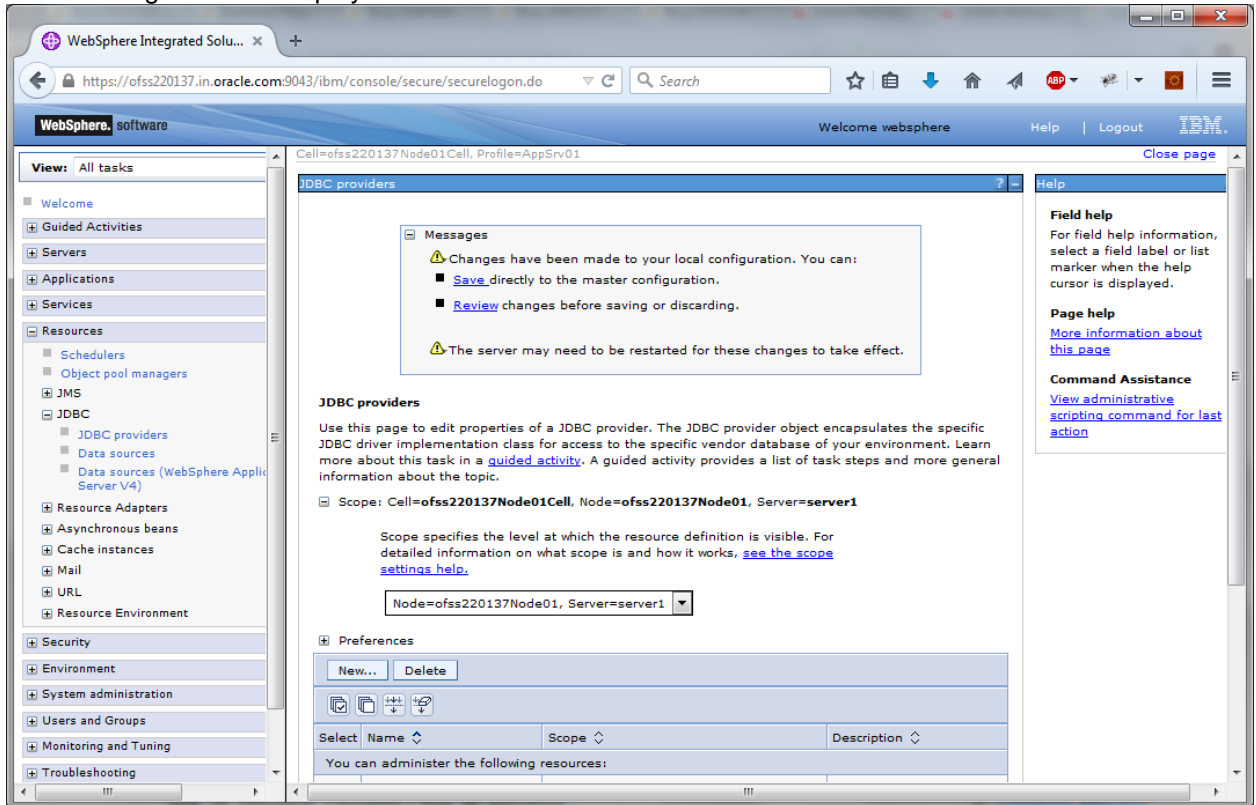 WebSphere Integrated Solu...
https://ofss220137.in.oracle.com:9043/ibm/console/secure/securelogon.do
Search
ABP
WebSphere. software
Welcome websphere
Help | Logout
IBM.
View: All tasks
Welcome
Guided Activities
Servers
Applications
Services
Resources
Schedulers
Object pool managers
JMS
JDBC
JDBC providers
Data sources
Data sources (WebSphere Applic
Server V4)
Resource Adapters
Asynchronous beans
Cache instances
Mail
URL
Resource Environment
Security
Environment
System administration
Users and Groups
Monitoring and Tuning
Troubleshooting
Cell=ofss220137Node01Cell, Profile=AppSrv01
Close page
JDBC providers
Messages
Changes have been made to your local configuration. You can:
Save directly to the master configuration.
Review changes before saving or discarding.
The server may need to be restarted for these changes to take effect.
JDBC providers
Use this page to edit properties of a JDBC provider. The JDBC provider object encapsulates the specific
JDBC driver implementation class for access to the specific vendor database of your environment. Learn
more about this task in a guided activity. A guided activity provides a list of task steps and more general
information about the topic.
Scope: Cell=ofss220137Node01Cell, Node=ofss220137Node01, Server=server1
Scope specifies the level at which the resource definition is visible. For
detailed information on what scope is and how it works, see the scope
settings help.
Node=ofss220137Node01, Server=server1
Preferences
New... Delete
Select Name Scope Description
You can administer the following resources:
Help
Field help
For field help information,
select a field label or list
marker when the help
cursor is displayed.
Page help
More information about
this page
Command Assistance
View administrative
scripting command for last
action